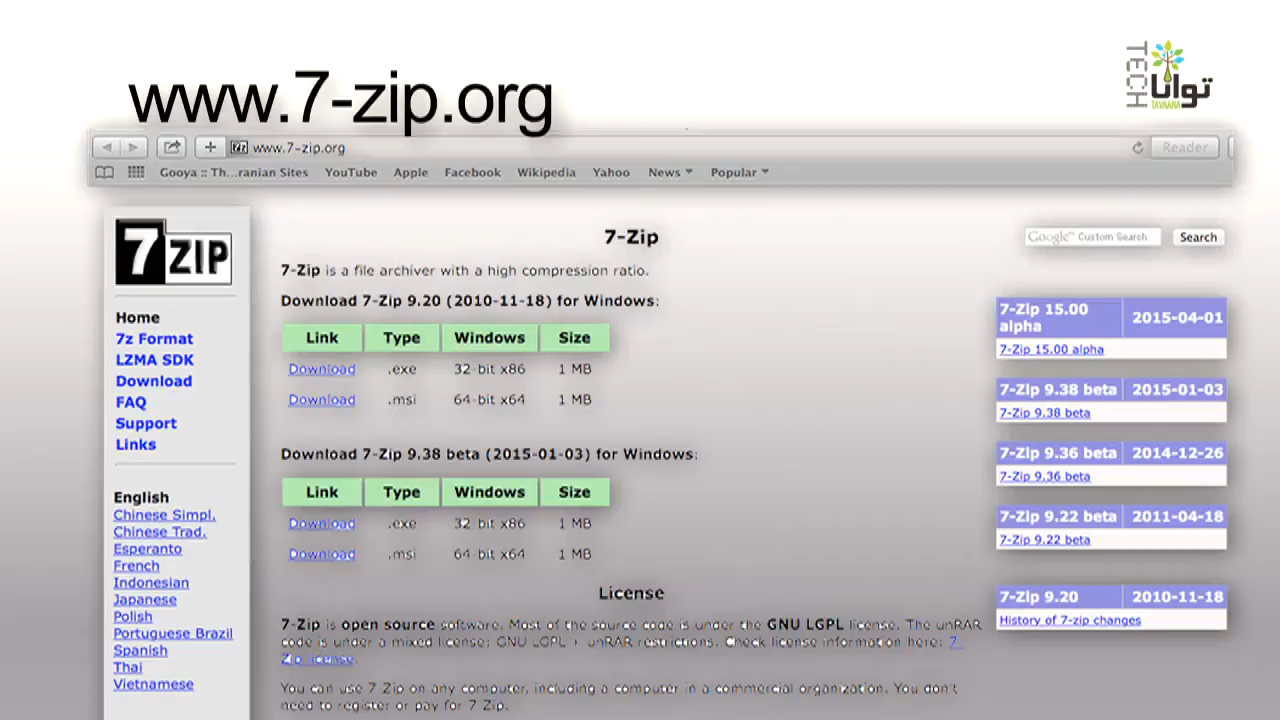 www.7-zip.org
TECH
توانا
TAVAANA
7z www.7-zip.org
Reader
Gooya :: Th...ranian Sites YouTube Apple Facebook Wikipedia Yahoo News Popular
7 ZIP
7-Zip
Google™ Custom Search Search
7-Zip is a file archiver with a high compression ratio.
Download 7-Zip 9.20 (2010-11-18) for Windows:
Link Type Windows Size
Download .exe 32-bit x86 1 MB
Download .msi 64-bit x64 1 MB
Download 7-Zip 9.38 beta (2015-01-03) for Windows:
Link Type Windows Size
Download .exe 32-bit x86 1 MB
Download .msi 64-bit x64 1 MB
License
7-Zip is open source software. Most of the source code is under the GNU LGPL license. The unRAR
code is under a mixed license: GNU LGPL + unRAR restrictions. Check license information here: 7-
Zip license.
You can use 7-Zip on any computer, including a computer in a commercial organization. You don't
need to register or pay for 7-Zip.
Home
7z Format
LZMA SDK
Download
FAQ
Support
Links
English
Chinese Simpl.
Chinese Trad.
Esperanto
French
Indonesian
Japanese
Polish
Portuguese Brazil
Spanish
Thai
Vietnamese
7-Zip 15.00 alpha 2015-04-01
7-Zip 15.00 alpha
7-Zip 9.38 beta 2015-01-03
7-Zip 9.38 beta
7-Zip 9.36 beta 2014-12-26
7-Zip 9.36 beta
7-Zip 9.22 beta 2011-04-18
7-Zip 9.22 beta
7-Zip 9.20 2010-11-18
History of 7-zip changes